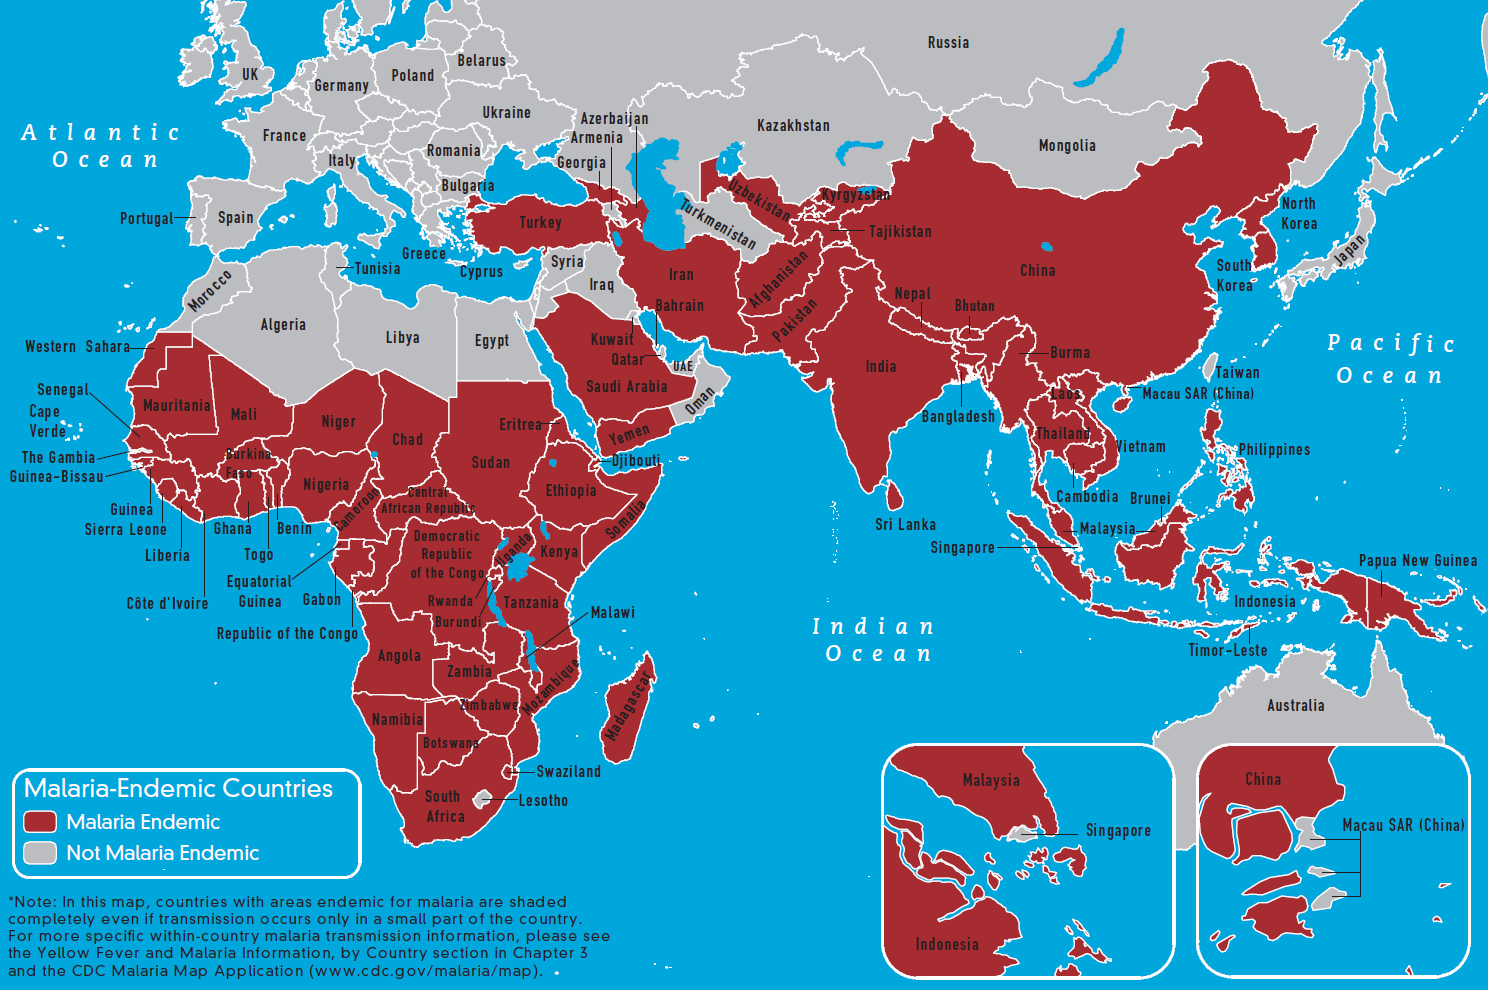 Russia
Belarus
UK
Poland
Germany
Ukraine
Azerbaijan
Kazakhstan
Atlantic
Ocean
France
Armenia
Mongolia
Romania
Italy
Georgia
Bulgaria
Uzbekistan
Kyrgyzstan
North
Korea
Portugal
Spain
Turkey
Turkmenistan
Tajikistan
Japan
Greece
Syria
Tunisia
Cyprus
Iran
China
South
Korea
Morocco
Iraq
Afghanistan
Nepal
Bhutan
Bahrain
Pakistan
Algeria
Libya
Egypt
Kuwait
Pacific
Ocean
Western Sahara
Qatar
UAE
India
Burma
Taiwan
Saudi Arabia
Oman
Laos
Macau SAR (China)
Senegal
Mauritania
Mali
Cape
Verde
Niger
Chad
Eritrea
Bangladesh
Yemen
Thailand
Vietnam
Philippines
The Gambia
Burkina
Faso
Sudan
Djibouti
Guinea-Bissau
Nigeria
Ethiopia
Cameroon
Central
African Republic
Cambodia
Brunei
Guinea
Sierra Leone
Ghana
Benin
Somalia
Sri Lanka
Malaysia
Liberia
Togo
Democratic
Republic
of the Congo
Uganda
Kenya
Singapore
Papua New Guinea
Equatorial
Guinea
Gabon
Côte d'Ivoire
Rwanda
Tanzania
Indonesia
Burundi
Malawi
Republic of the Congo
Indian
Ocean
Timor-Leste
Angola
Zambia
Mozambique
Madagascar
Zimbabwe
Namibia
Australia
Botswana
Swaziland
South
Africa
Lesotho
Malaria-Endemic Countries
Malaria Endemic
Not Malaria Endemic
Malaysia
Singapore
Indonesia
China
Macau SAR (China)
*Note: In this map, countries with areas endemic for malaria are shaded
completely even if transmission occurs only in a small part of the country.
For more specific within-country malaria transmission information, please see
the Yellow Fever and Malaria Information, by Country section in Chapter 3
and the CDC Malaria Map Application (www.cdc.gov/malaria/map).